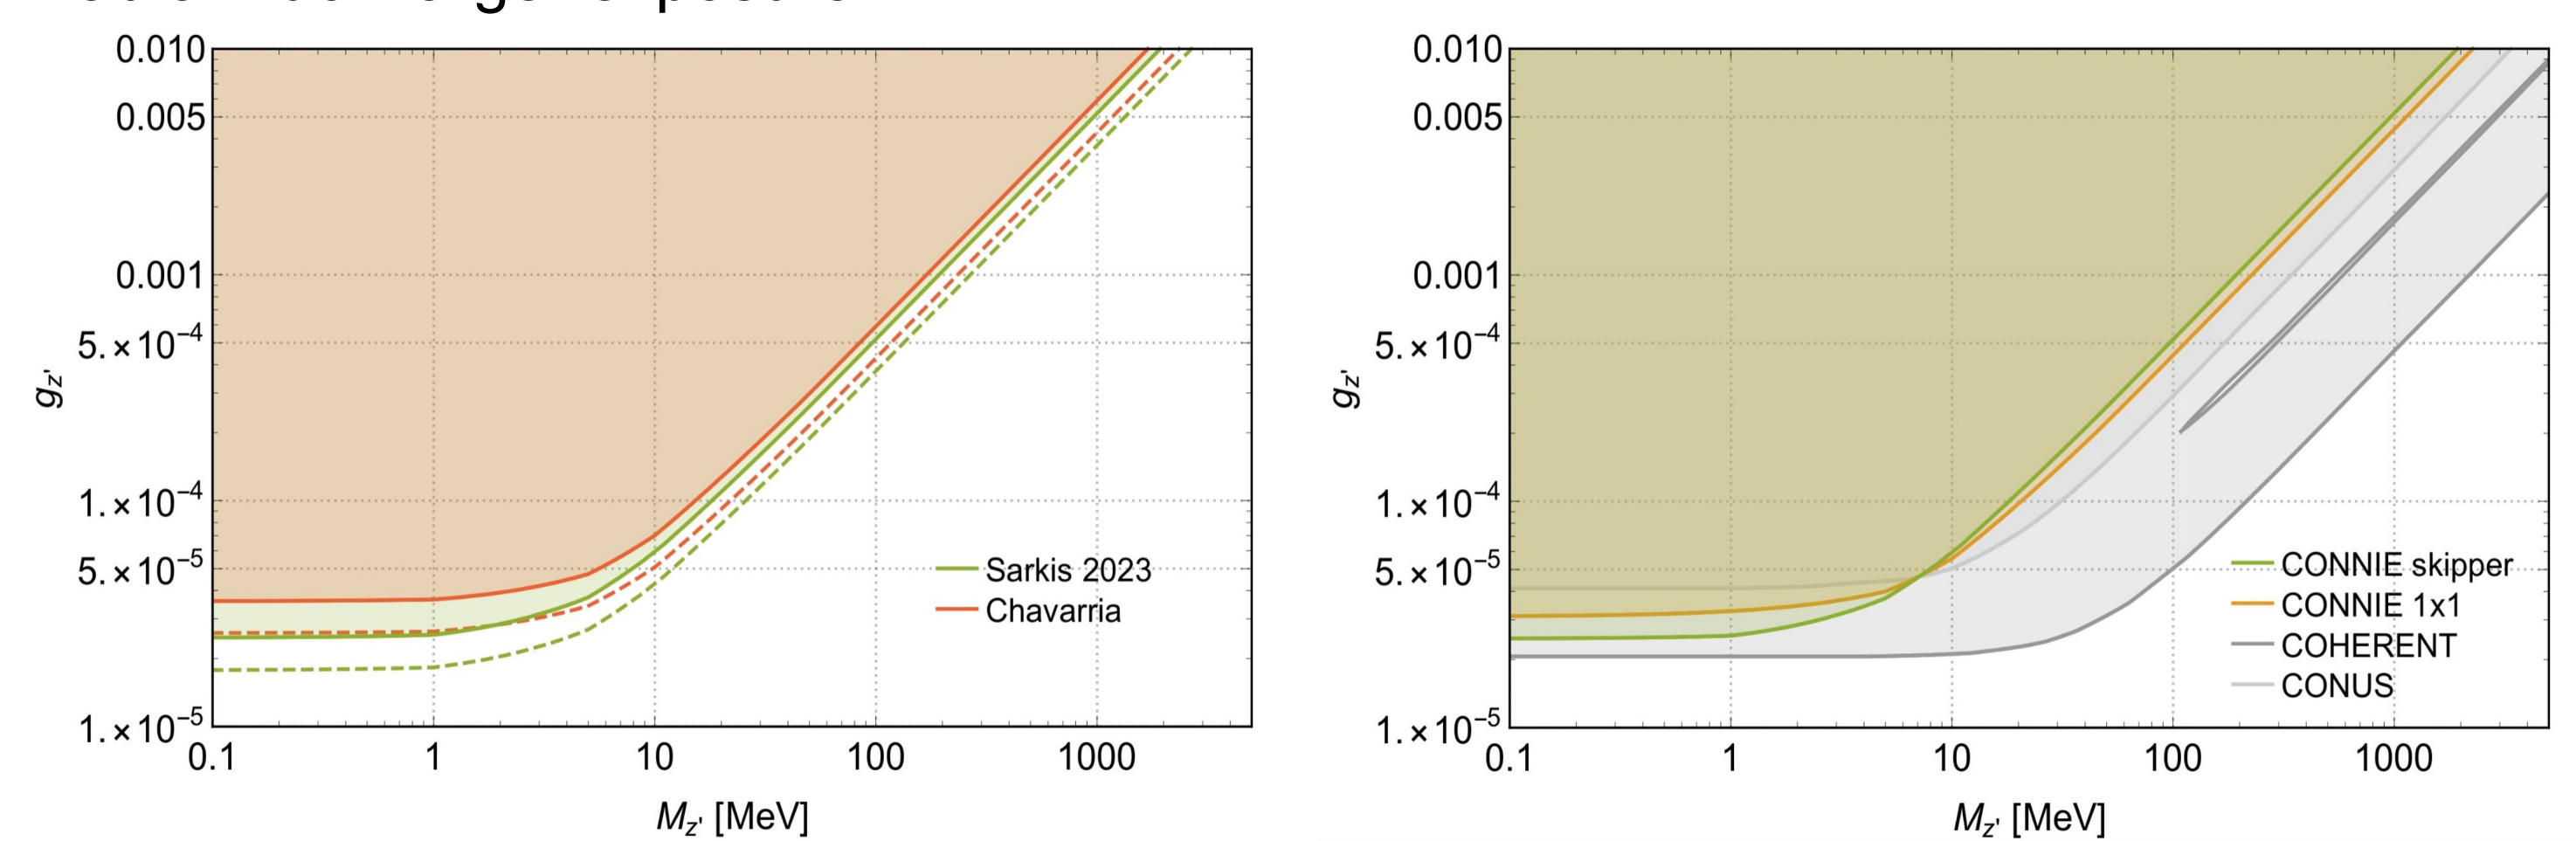 0.010
0.005
0.001
5.×10⁻⁴
1.×10⁻⁴
5.×10⁻⁵
1.×10⁻⁵
0.1 1 10 100 1000
g_z'
M_z' [MeV]
Sarkis 2023
Chavarria
0.010
0.005
0.001
5.×10⁻⁴
1.×10⁻⁴
5.×10⁻⁵
1.×10⁻⁵
0.1 1 10 100 1000
g_z'
M_z' [MeV]
CONNIE skipper
CONNIE 1x1
COHERENT
CONUS